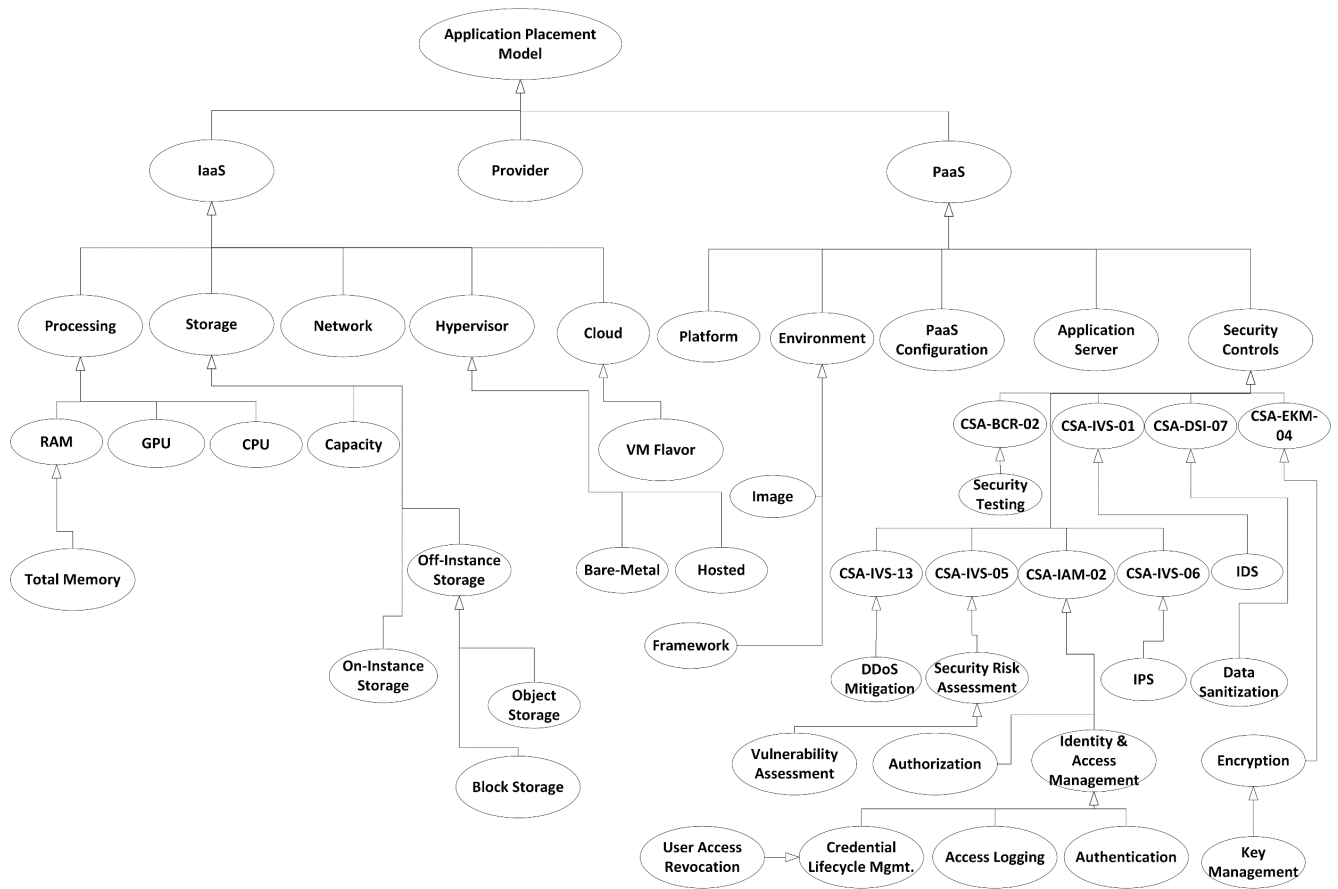 Application Placement
Model
IaaS
Provider
PaaS
Processing
Storage
Network
Hypervisor
Cloud
Platform
Environment
PaaS
Configuration
Application
Server
Security
Controls
RAM
GPU
CPU
Capacity
VM Flavor
CSA-BCR-02
CSA-IVS-01
CSA-DSI-07
CSA-EKM-
04
Image
Security
Testing
Total Memory
Off-Instance
Storage
Bare-Metal
Hosted
CSA-IVS-13
CSA-IVS-05
CSA-IAM-02
CSA-IVS-06
IDS
Framework
On-Instance
Storage
Object
Storage
DDoS
Mitigation
Security Risk
Assessment
IPS
Data
Sanitization
Block Storage
Vulnerability
Assessment
Authorization
Identity &
Access
Management
Encryption
User Access
Revocation
Credential
Lifecycle Mgmt.
Access Logging
Authentication
Key
Management